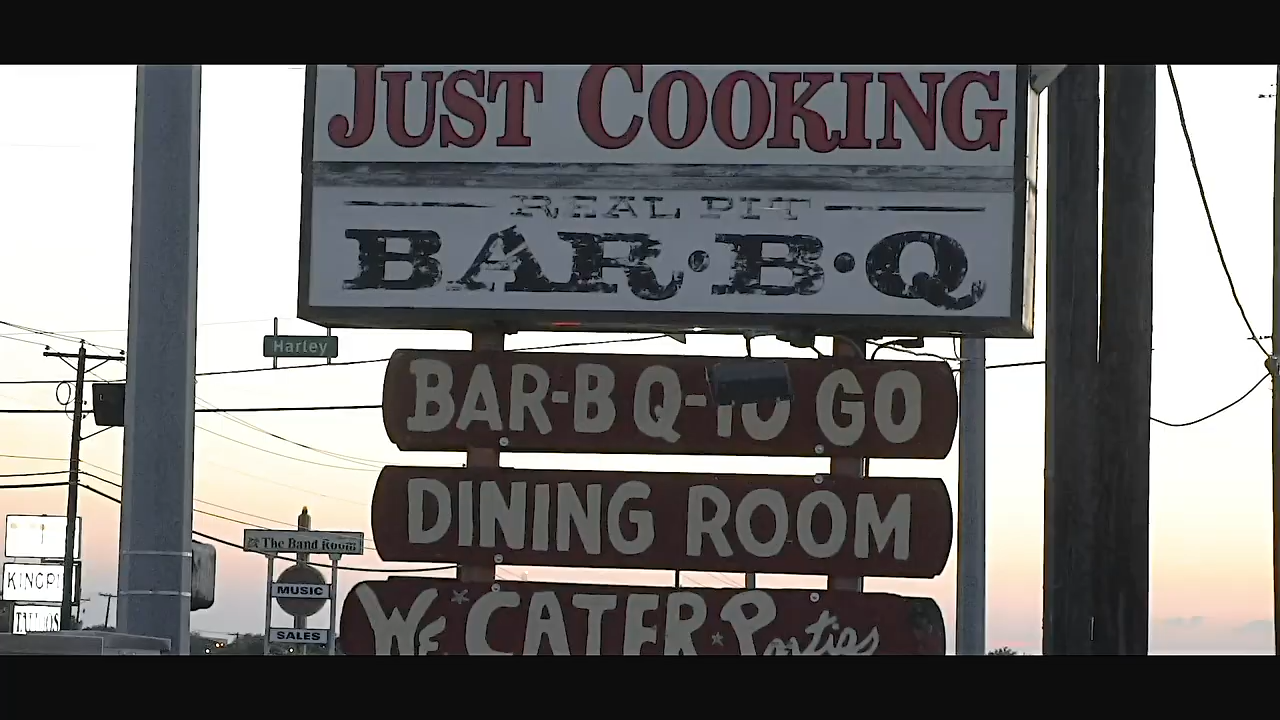 JUST COOKING
REAL PIT
BAR·B·Q
Harley
BAR-B Q-TO GO
DINING ROOM
WE CATER Parties
The Band Room
MUSIC
SALES